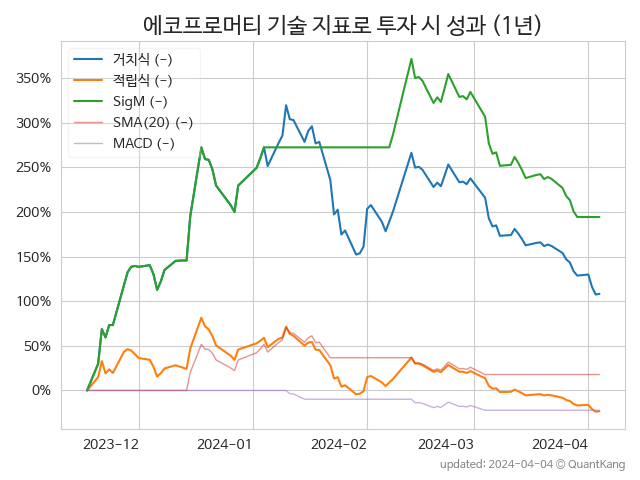 에코프로머티 기술 지표로 투자 시 성과 (1년)
거치식 (-)
적립식 (-)
SigM (-)
SMA(20) (-)
MACD (-)
350%
300%
250%
200%
150%
100%
50%
0%
2023-12
2024-01
2024-02
2024-03
2024-04
updated: 2024-04-04 © QuantKang